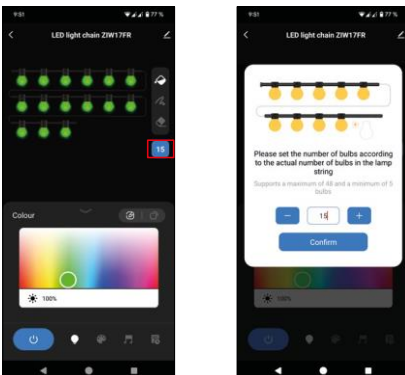 9:51
77 %
LED light chain ZIW17FR
15
Colour
100%
9:51
77 %
LED light chain ZIW17FR
Please set the number of bulbs according
to the actual number of bulbs in the lamp
string
Supports a maximum of 48 and a minimum of 5
bulbs
− 15 +
Confirm
100%